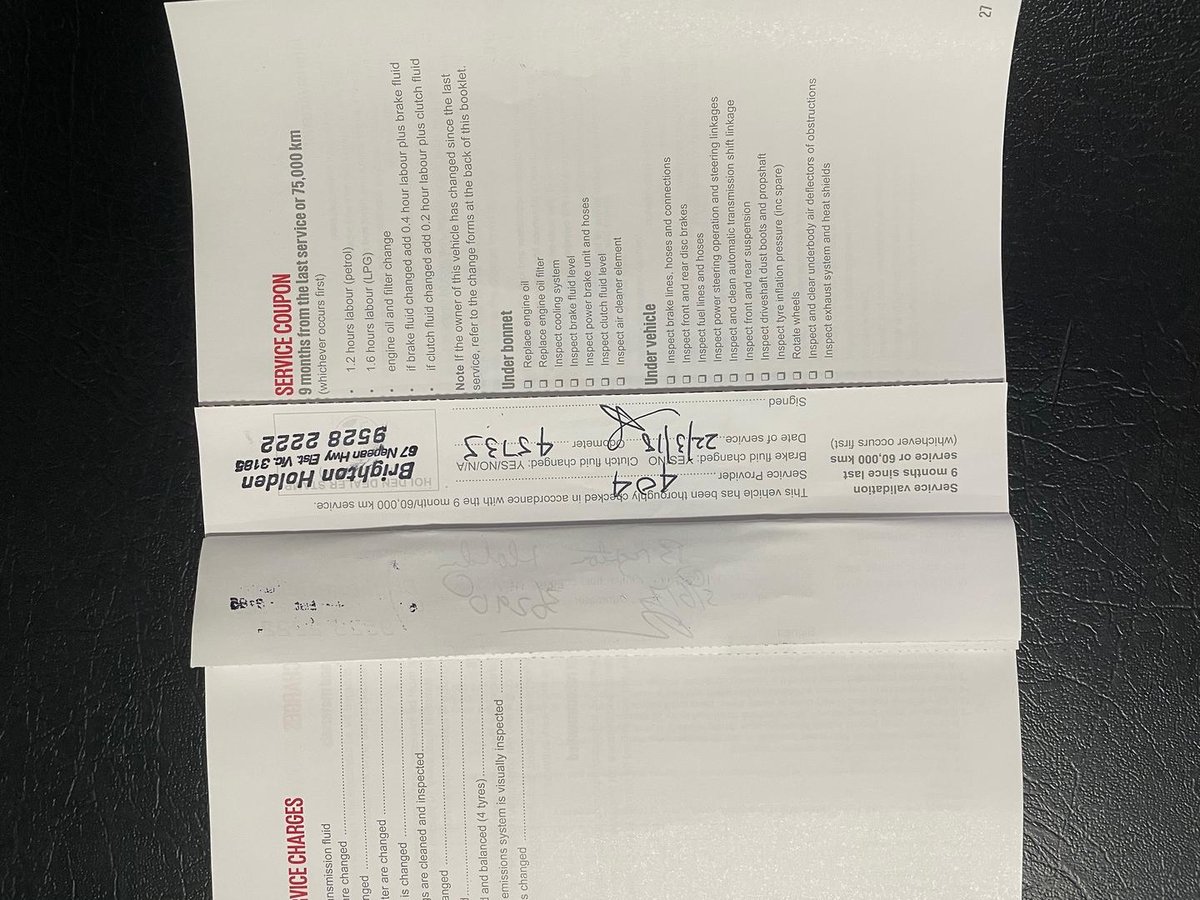 27
SERVICE COUPON
9 months from the last service or 75,000 km
(whichever occurs first)
• 1.2 hours labour (petrol)
• 1.6 hours labour (LPG)
• engine oil and filter change
• if brake fluid changed add 0.4 hour labour plus brake fluid
• if clutch fluid changed add 0.2 hour labour plus clutch fluid
Note If the owner of this vehicle has changed since the last
service, refer to the change forms at the back of this booklet.
Under bonnet
❑ Replace engine oil
❑ Replace engine oil filter
❑ Inspect cooling system
❑ Inspect brake fluid level
❑ Inspect power brake unit and hoses
❑ Inspect clutch fluid level
❑ Inspect air cleaner element
Under vehicle
❑ Inspect brake lines, hoses and connections
❑ Inspect front and rear disc brakes
❑ Inspect fuel lines and hoses
❑ Inspect power steering operation and steering linkages
❑ Inspect and clean automatic transmission shift linkage
❑ Inspect front and rear suspension
❑ Inspect driveshaft dust boots and propshaft
❑ Inspect tyre inflation pressure (inc spare)
❑ Rotate wheels
❑ Inspect and clear underbody air deflectors of obstructions
❑ Inspect exhaust system and heat shields
Service validation
9 months since last
service or 60,000 kms
(whichever occurs first)
This vehicle has been thoroughly checked in accordance with the 9 month/60,000 km service.
Service Provider 404
Brake fluid changed: YES/NO Clutch fluid changed: YES/NO/N/A
Date of service 22/3/18 Odometer 45735
Signed
HOLDEN DEALER STAMP
Brighton Holden
67 Nepean Hwy Elst. Vic. 3185
9528 2222
VICE CHARGES
nsmission fluid
are changed
nged
ter are changed
is changed
gs are cleaned and inspected
anged
d
d and balanced (4 tyres)
emissions system is visually inspected
s changed